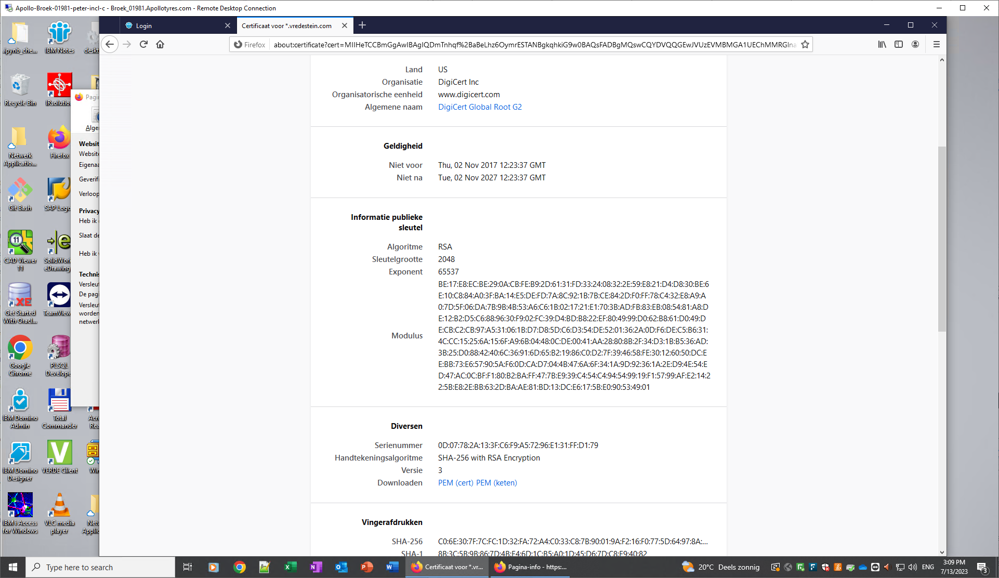 Apollo-Broek-01981-peter-incl-c - Broek_01981.Apollotyres.com - Remote Desktop Connection
Login
Certificaat voor *.vredestein.com
Firefox
about:certificate?cert=MIIHeTCCBmGgAwIBAgIQDmTnhqf%2BaBeLhz6OymrESTANBgkqhkiG9w0BAQsFADBgMQswCQYDVQQGEwJVUzEVMBMGA1UEChMMRGlna
.ipynb_che...
IBM Notes
deskt
Recycle Bin
IRsolution
Netwerk
Applicatio...
Firefox
Git Bash
SAP Logo
CAD Viewer
11
SolidWork
eDrawing
Get Started
With Oracl...
TeamView
Google
Chrome
PLSQL
Develope
IBM Domino
Admin
Total
Commander
Acro
Rea
IBM Domino
Designer
VERDE Client
Win
IBM i Access
for Windows
VLC media
player
Netw
Applic
Pagin
Alge
Websit
Website
Eigenaa
Geverifi
Verloop
Privacy
Heb ik
Slaat de
Heb ik
Technis
Versleut
De pagi
Versleut
worden
netwerk
Land US
Organisatie DigiCert Inc
Organisatorische eenheid www.digicert.com
Algemene naam DigiCert Global Root G2
Geldigheid
Niet voor Thu, 02 Nov 2017 12:23:37 GMT
Niet na Tue, 02 Nov 2027 12:23:37 GMT
Informatie publieke
sleutel
Algoritme RSA
Sleutelgrootte 2048
Exponent 65537
Modulus
BE:17:E8:EC:BE:29:0A:CB:FE:B9:2D:61:31:FD:33:24:08:32:2E:59:E8:21:D4:D8:30:BE:6
E:10:C8:84:A0:3F:BA:14:E5:DE:FD:7A:8C:92:1B:7B:CE:84:2D:F0:FF:78:C4:32:E8:A9:A
0:7D:5F:06:DA:7B:9B:4B:53:A6:C6:1B:02:17:21:E1:70:3B:AD:FB:83:EB:08:54:81:A8:D
E:12:B2:D5:C6:88:96:30:F9:02:FC:39:D4:BD:B8:22:EF:80:49:99:D0:62:B8:61:D0:49:D
E:CB:C2:CB:97:A5:31:06:1B:D7:D8:5D:C6:D3:54:DE:52:01:36:2A:0D:F6:DE:C5:B6:31:
4C:CC:15:25:6A:15:6F:A9:6B:04:48:0C:DE:00:41:AA:28:80:8B:2F:34:D3:1B:B5:36:AD:
3B:25:D0:88:42:40:6C:36:91:6D:65:B2:19:86:C0:D2:7F:39:46:58:FE:30:12:60:50:DC:E
E:BB:73:E6:57:90:5A:F6:0D:CA:D7:04:4B:47:6A:6F:34:1A:9D:92:36:1A:2E:D9:4E:54:E
D:47:AC:0C:BF:F1:80:B2:BA:FF:47:7B:E9:39:C4:54:C4:94:54:99:19:F1:57:99:AF:E2:14:2
2:5B:E8:2E:BB:63:2D:BA:AE:81:BD:13:DC:E6:17:5B:E0:90:53:49:01
Diversen
Serienummer 0D:07:78:2A:13:3F:C6:F9:A5:72:96:E1:31:FF:D1:79
Handtekeningsalgoritme SHA-256 with RSA Encryption
Versie 3
Downloaden PEM (cert) PEM (keten)
Vingerafdrukken
SHA-256 C0:6E:30:7F:7C:FC:1D:32:FA:72:A4:C0:33:C8:7B:90:01:9A:F2:16:F0:77:5D:64:97:8A:...
SHA-1 8B:3C:5B:9B:86:7D:4B:E4:6D:1C:B5:A0:1D:45:D6:7D:C8:E9:40:82
Type here to search
Certificaat voor *.vr...
Pagina-info - https:...
20°C Deels zonnig
ENG
3:09 PM
7/13/2023
3